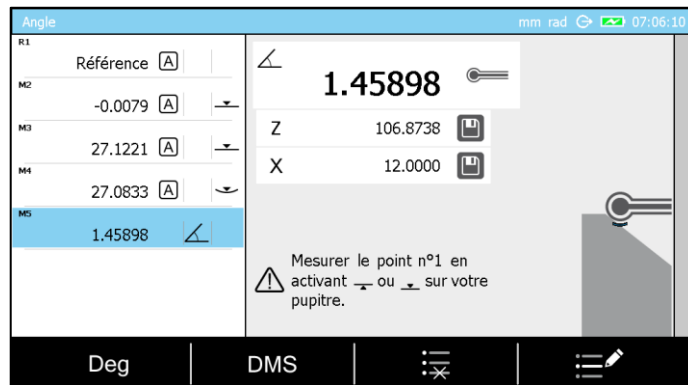 Angle
mm rad 07:06:10
R1
Référence A
M2
-0.0079 A
M3
27.1221 A
M4
27.0833 A
M5
1.45898
1.45898
Z 106.8738
X 12.0000
Mesurer le point n°1 en
activant ou sur votre
pupitre.
Deg
DMS